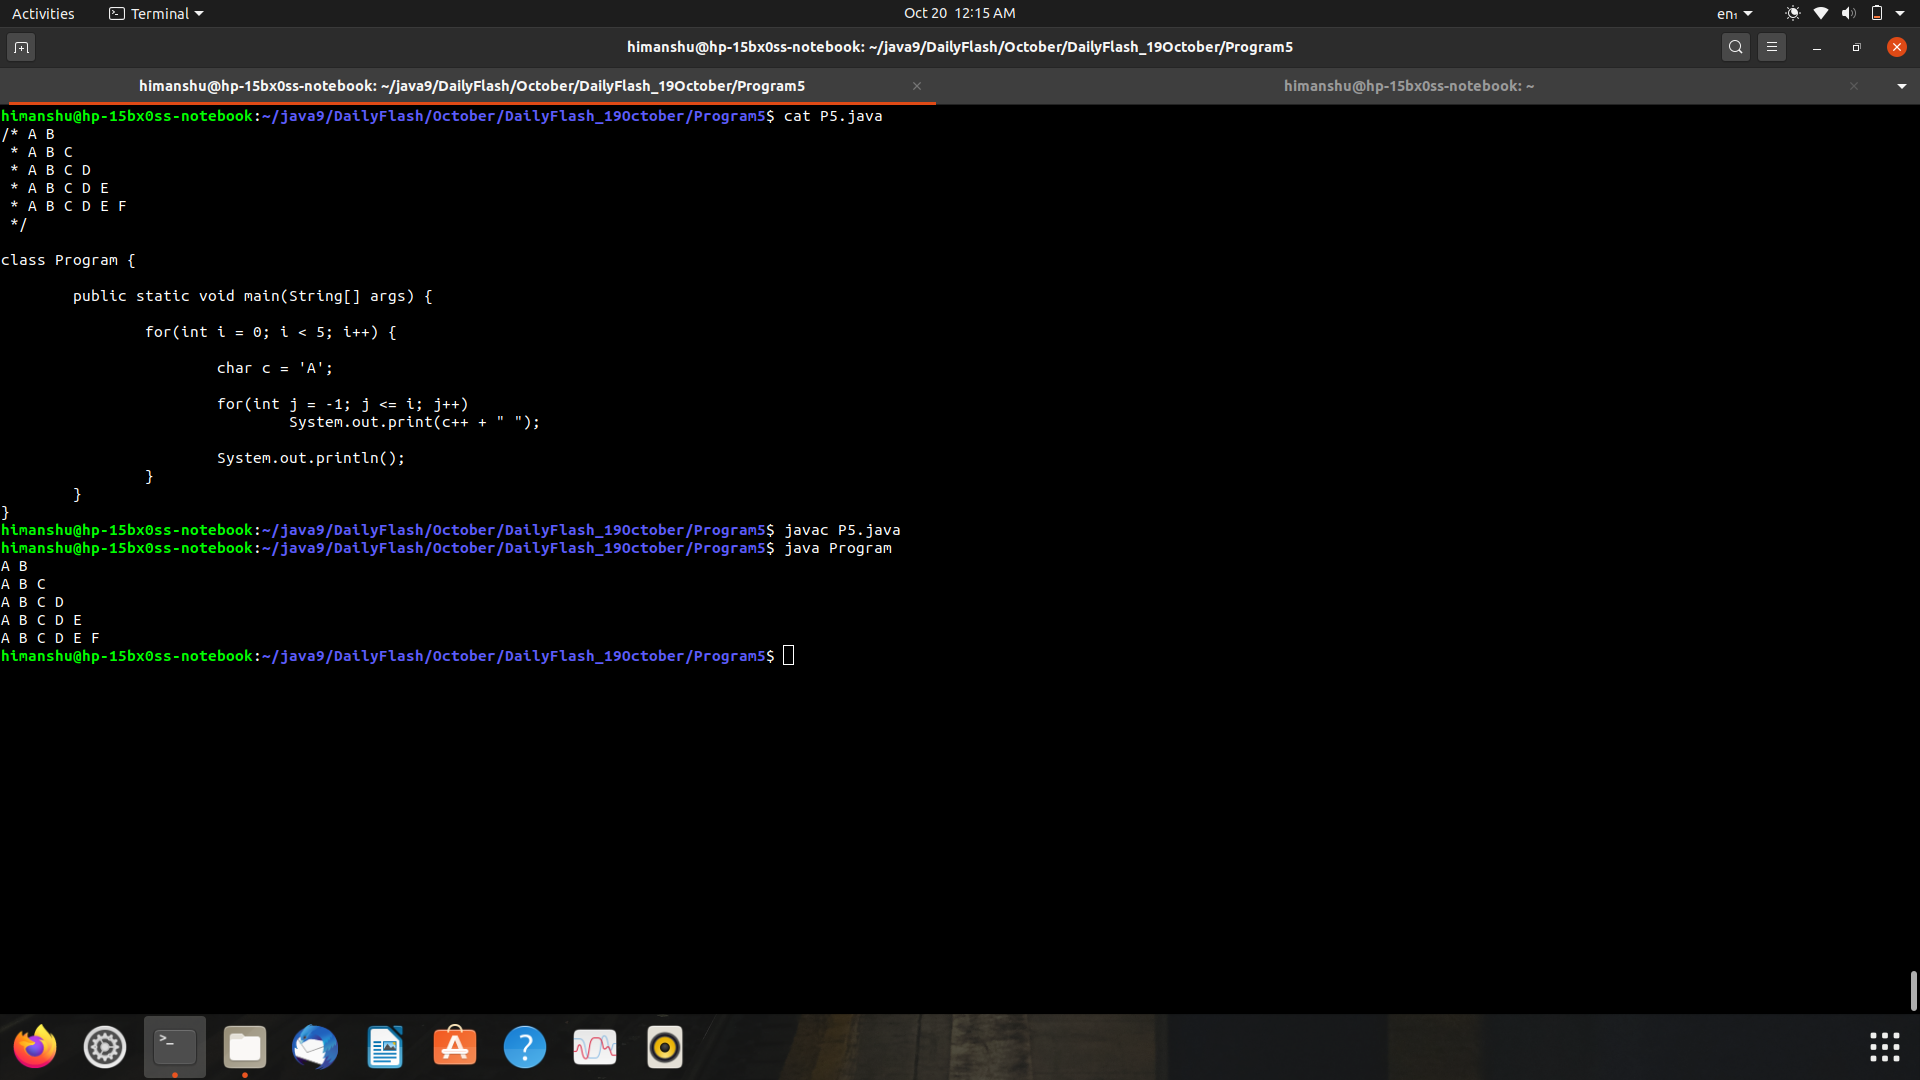 Activities Terminal Oct 20 12:15 AM en₁
himanshu@hp-15bx0ss-notebook: ~/java9/DailyFlash/October/DailyFlash_19October/Program5
himanshu@hp-15bx0ss-notebook: ~/java9/DailyFlash/October/DailyFlash_19October/Program5 himanshu@hp-15bx0ss-notebook: ~
himanshu@hp-15bx0ss-notebook:~/java9/DailyFlash/October/DailyFlash_19October/Program5$ cat P5.java
/* A B
 * A B C
 * A B C D
 * A B C D E
 * A B C D E F
 */
class Program {
        public static void main(String[] args) {
                for(int i = 0; i < 5; i++) {
                        char c = 'A';
                        for(int j = -1; j <= i; j++)
                                System.out.print(c++ + " ");
                        System.out.println();
                }
        }
}
himanshu@hp-15bx0ss-notebook:~/java9/DailyFlash/October/DailyFlash_19October/Program5$ javac P5.java
himanshu@hp-15bx0ss-notebook:~/java9/DailyFlash/October/DailyFlash_19October/Program5$ java Program
A B
A B C
A B C D
A B C D E
A B C D E F
himanshu@hp-15bx0ss-notebook:~/java9/DailyFlash/October/DailyFlash_19October/Program5$